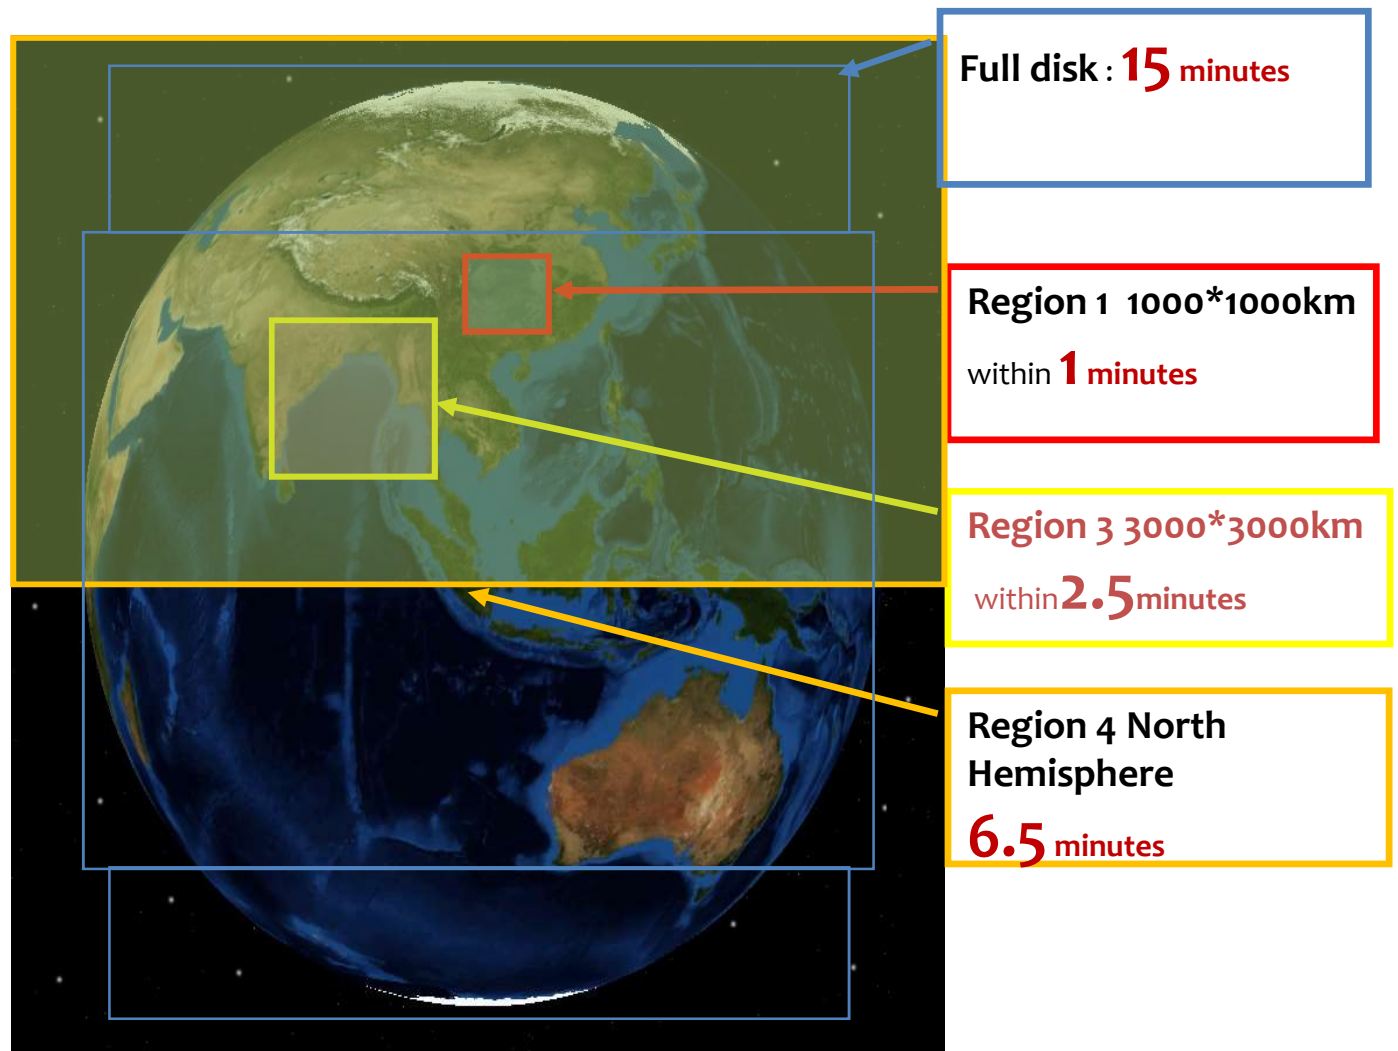 Full disk : 15 minutes
Region 1 1000*1000km
within 1 minutes
Region 3 3000*3000km
within 2.5 minutes
Region 4 North
Hemisphere
6.5 minutes